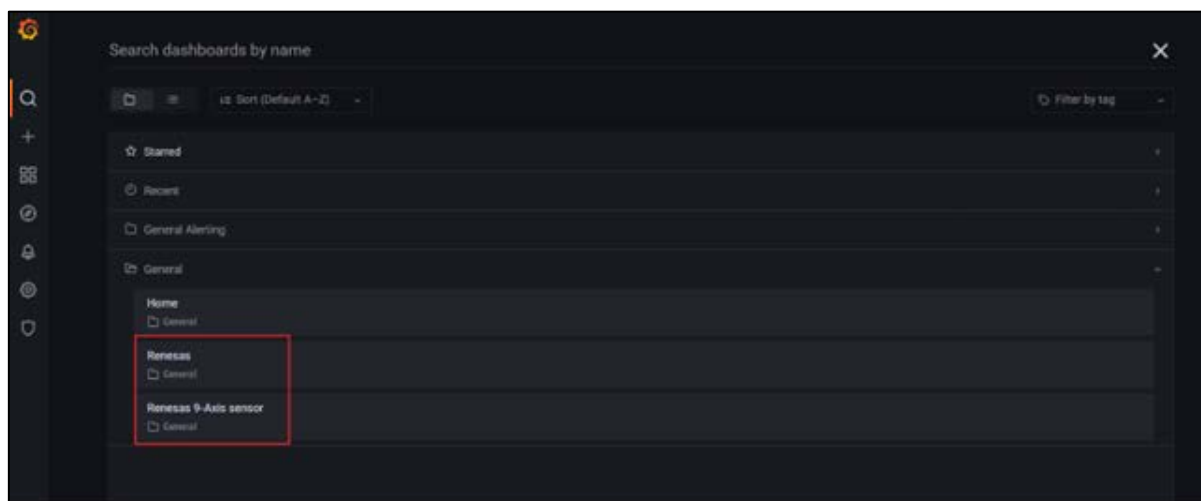 Search dashboards by name
Sort (Default A–Z)
Filter by tag
Starred
Recent
General Alerting
General
Home
General
Renesas
General
Renesas 9-Axis sensor
General